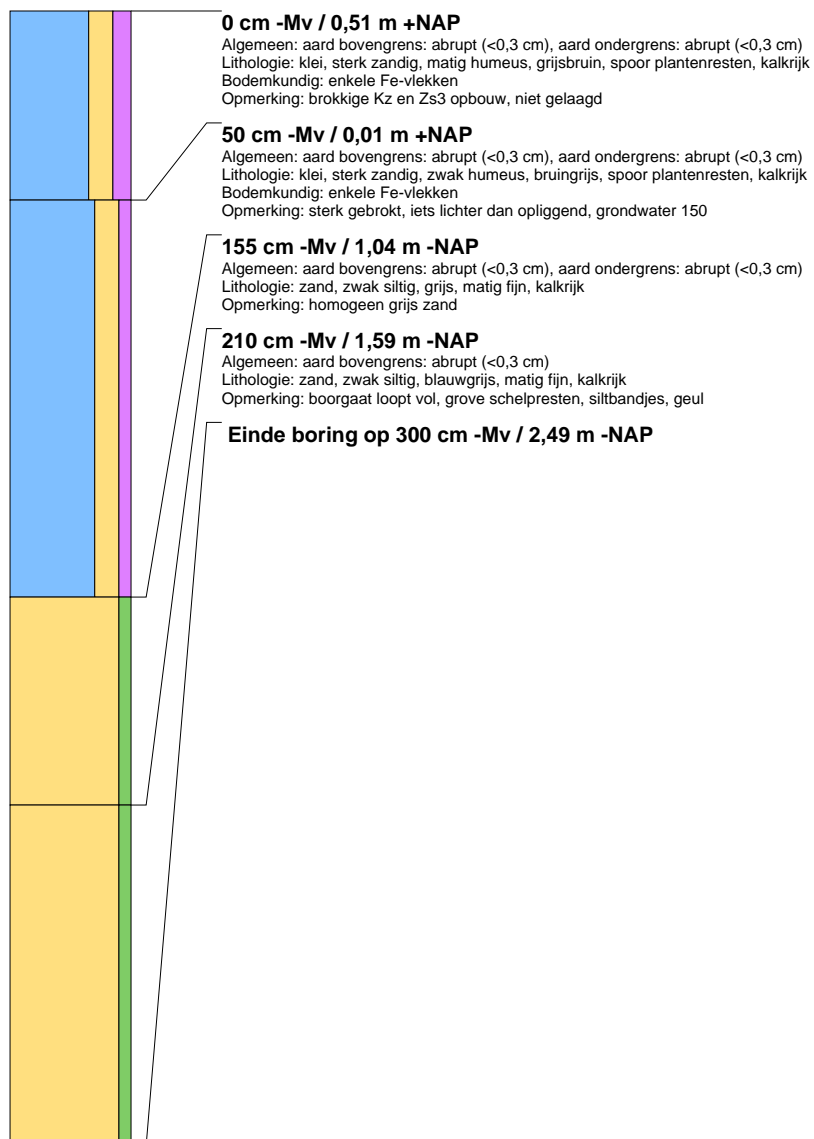 0 cm -Mv / 0,51 m +NAP
Algemeen: aard bovengrens: abrupt (<0,3 cm), aard ondergrens: abrupt (<0,3 cm)
Lithologie: klei, sterk zandig, matig humeus, grijsbruin, spoor plantenresten, kalkrijk
Bodemkundig: enkele Fe-vlekken
Opmerking: brokkige Kz en Zs3 opbouw, niet gelaagd
50 cm -Mv / 0,01 m +NAP
Algemeen: aard bovengrens: abrupt (<0,3 cm), aard ondergrens: abrupt (<0,3 cm)
Lithologie: klei, sterk zandig, zwak humeus, bruingrijs, spoor plantenresten, kalkrijk
Bodemkundig: enkele Fe-vlekken
Opmerking: sterk gebrokt, iets lichter dan opliggend, grondwater 150
155 cm -Mv / 1,04 m -NAP
Algemeen: aard bovengrens: abrupt (<0,3 cm), aard ondergrens: abrupt (<0,3 cm)
Lithologie: zand, zwak siltig, grijs, matig fijn, kalkrijk
Opmerking: homogeen grijs zand
210 cm -Mv / 1,59 m -NAP
Algemeen: aard bovengrens: abrupt (<0,3 cm)
Lithologie: zand, zwak siltig, blauwgrijs, matig fijn, kalkrijk
Opmerking: boorgaat loopt vol, grove schelpresten, siltbandjes, geul
Einde boring op 300 cm -Mv / 2,49 m -NAP